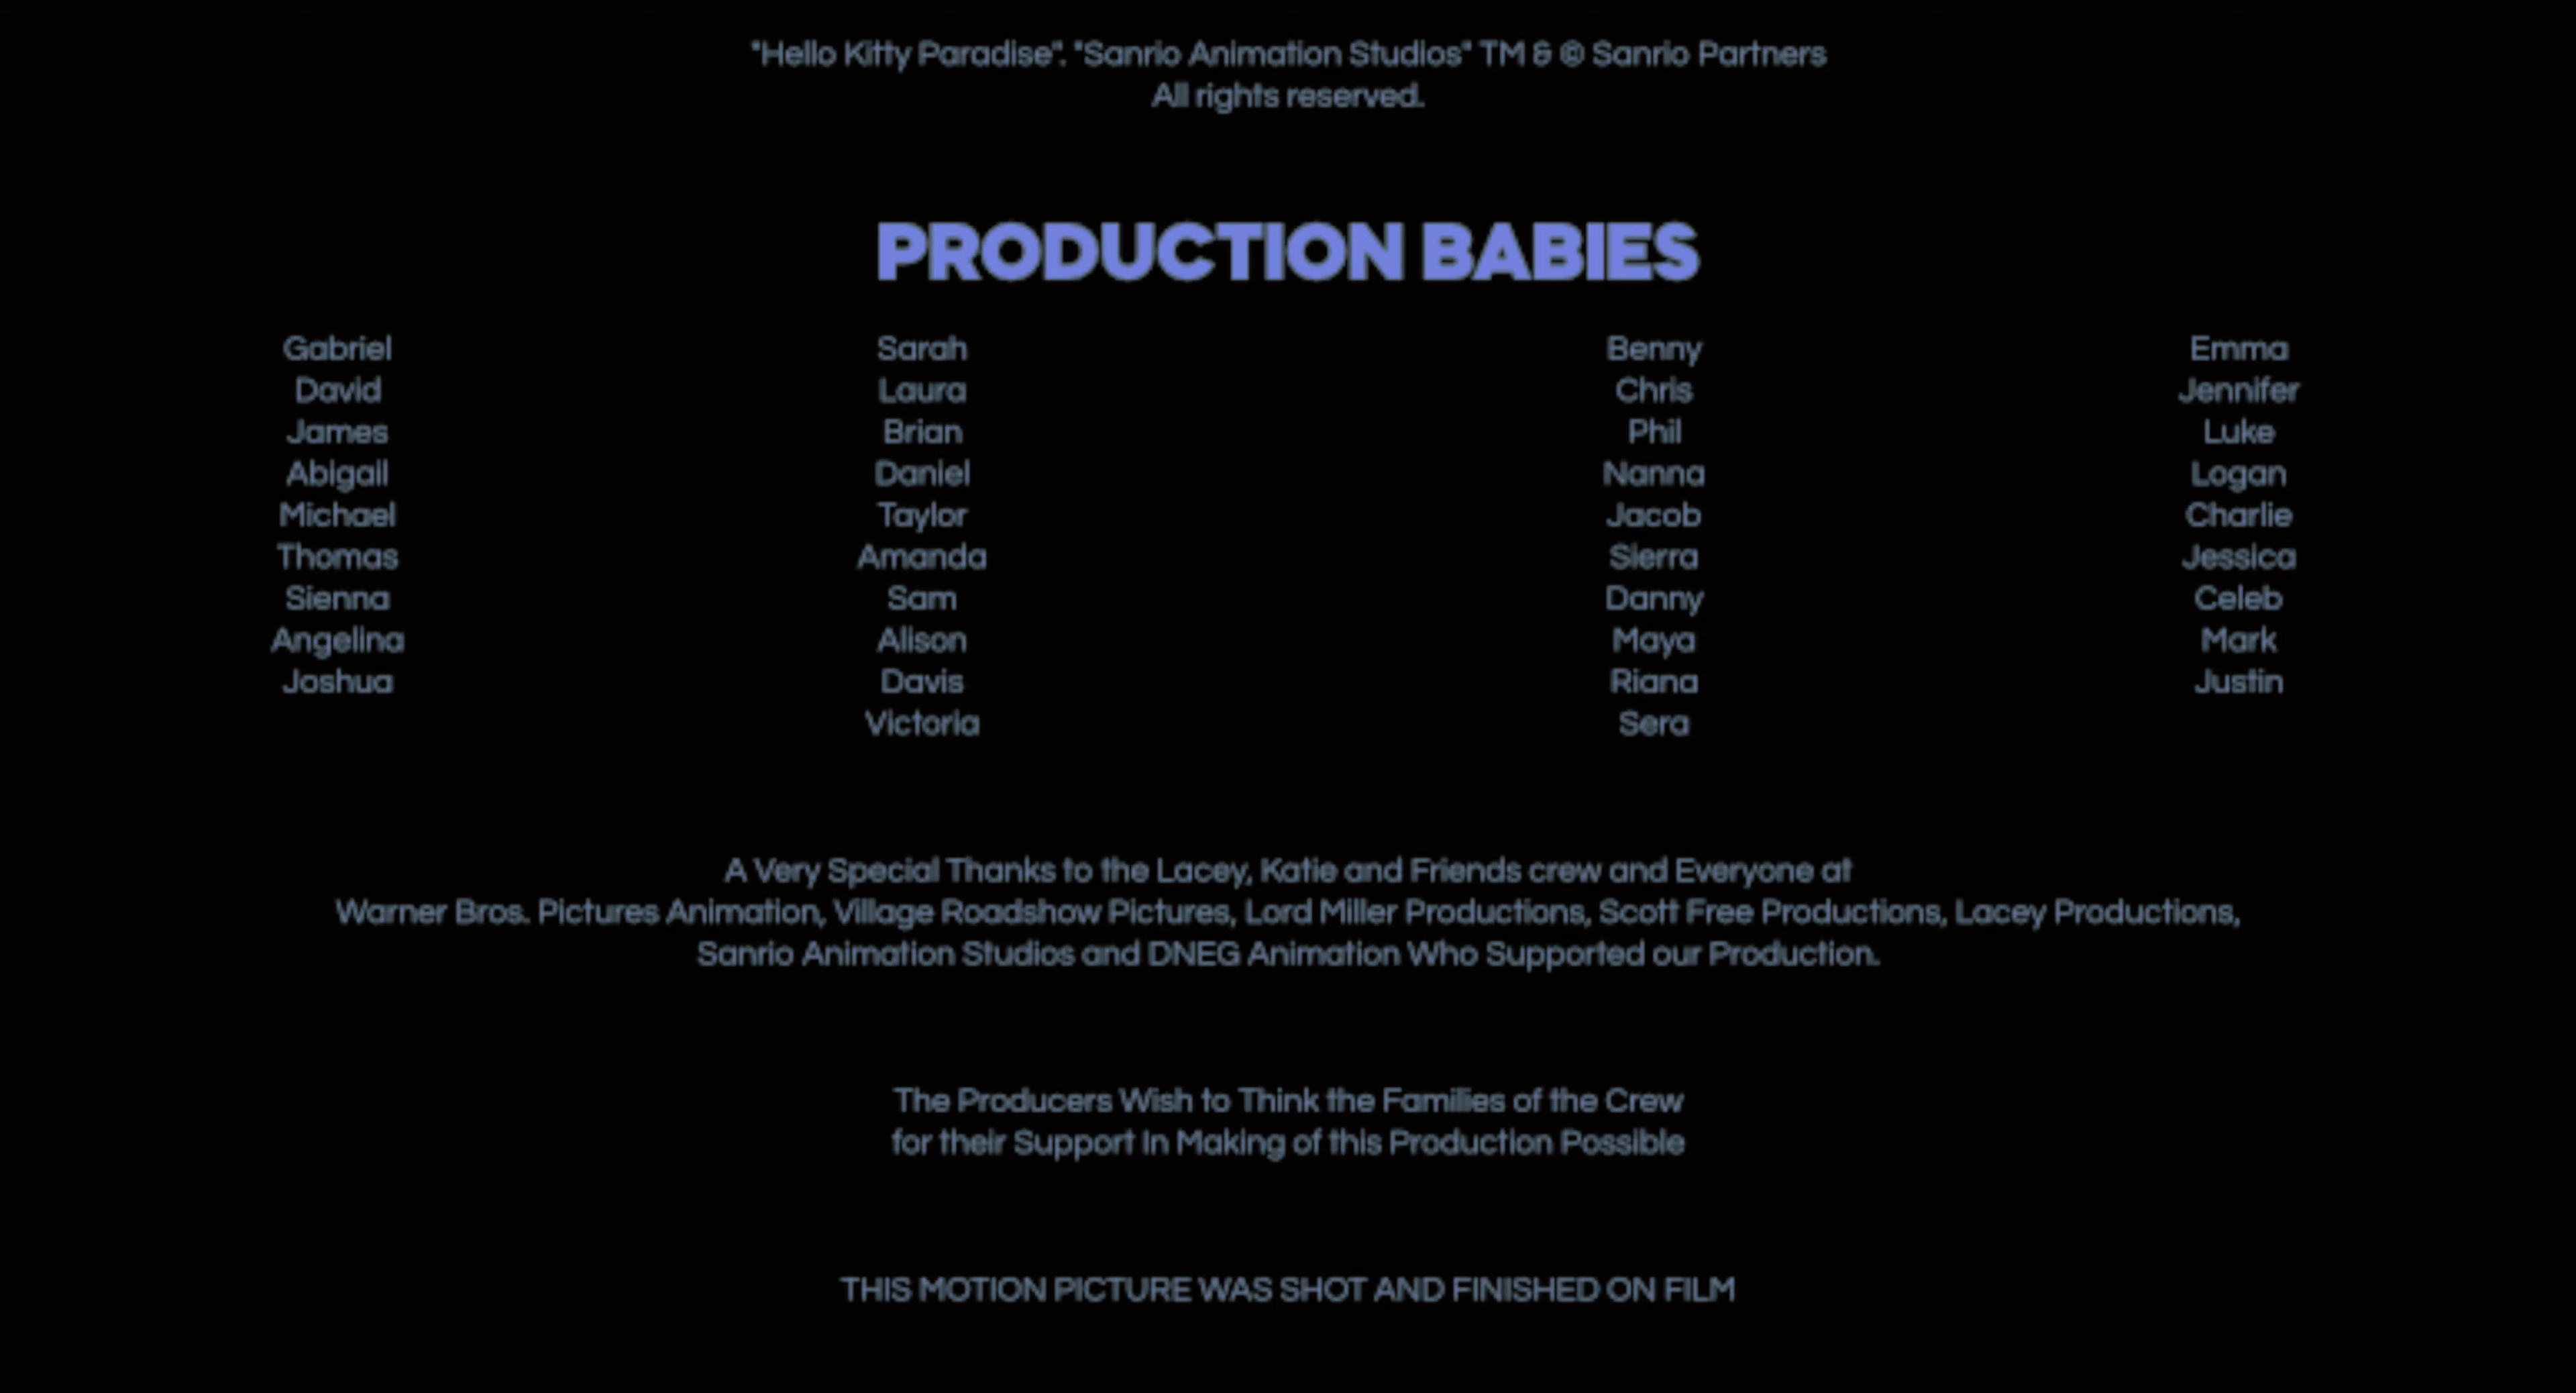 "Hello Kitty Paradise". "Sanrio Animation Studios" TM & © Sanrio Partners
All rights reserved.
PRODUCTION BABIES
Gabriel Sarah Benny Emma
David Laura Chris Jennifer
James Brian Phil Luke
Abigail Daniel Nanna Logan
Michael Taylor Jacob Charlie
Thomas Amanda Sierra Jessica
Sienna Sam Danny Celeb
Angelina Alison Maya Mark
Joshua Davis Riana Justin
Victoria Sera
A Very Special Thanks to the Lacey, Katie and Friends crew and Everyone at
Warner Bros. Pictures Animation, Village Roadshow Pictures, Lord Miller Productions, Scott Free Productions, Lacey Productions,
Sanrio Animation Studios and DNEG Animation Who Supported our Production.
The Producers Wish to Think the Families of the Crew
for their Support In Making of this Production Possible
THIS MOTION PICTURE WAS SHOT AND FINISHED ON FILM